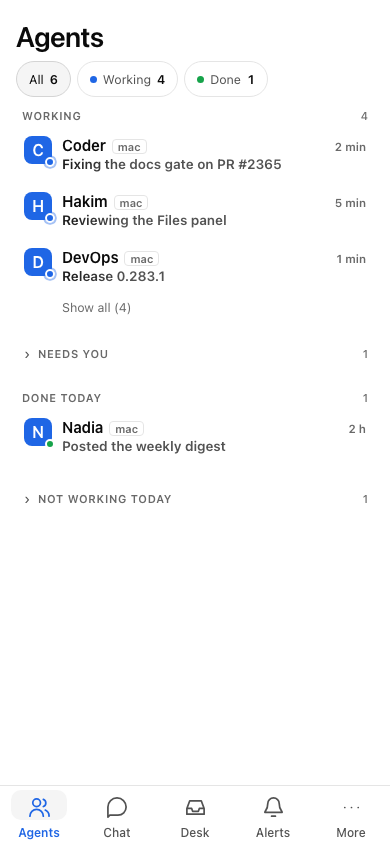 Agents
All 6
Working 4
Done 1
WORKING 4
C Coder mac 2 min
Fixing the docs gate on PR #2365
H Hakim mac 5 min
Reviewing the Files panel
D DevOps mac 1 min
Release 0.283.1
Show all (4)
NEEDS YOU 1
DONE TODAY 1
N Nadia mac 2 h
Posted the weekly digest
NOT WORKING TODAY 1
Agents Chat Desk Alerts More